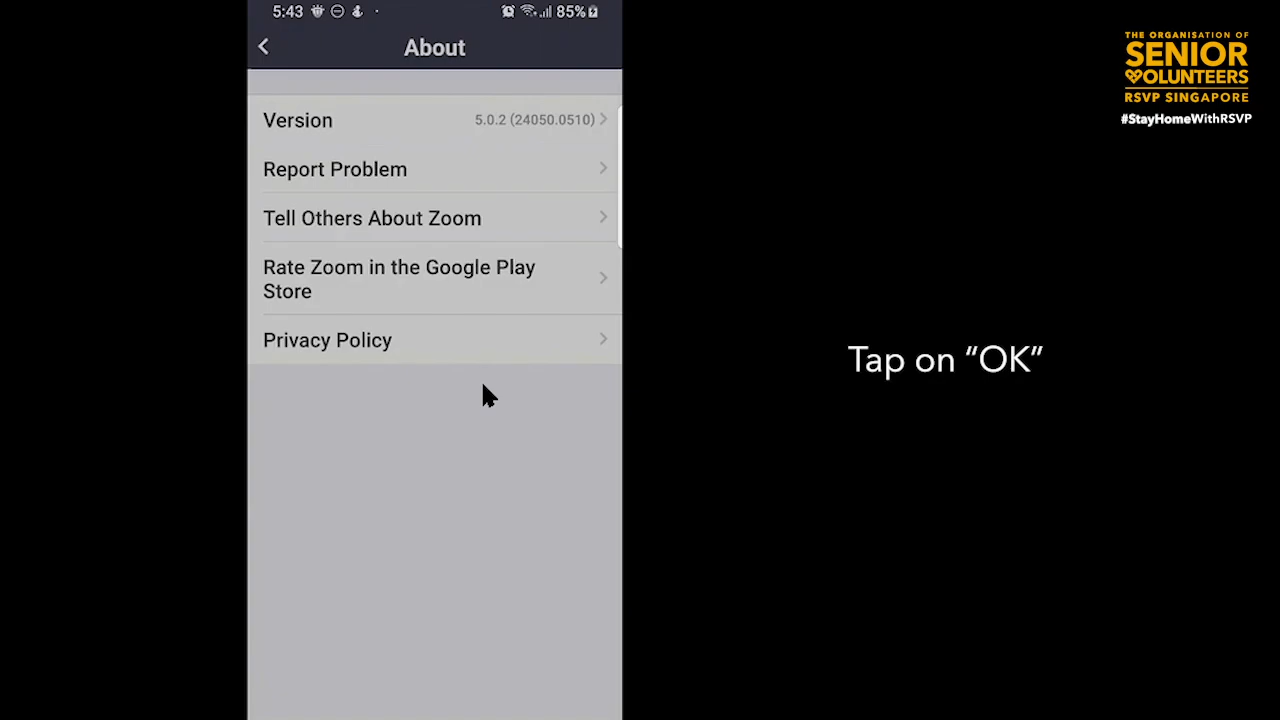 5:43
85%
About
Version
5.0.2 (24050.0510)
Report Problem
Tell Others About Zoom
Rate Zoom in the Google Play
Store
Privacy Policy
Tap on “OK”
THE ORGANISATION OF
SENIOR
VOLUNTEERS
RSVP SINGAPORE
#StayHomeWithRSVP